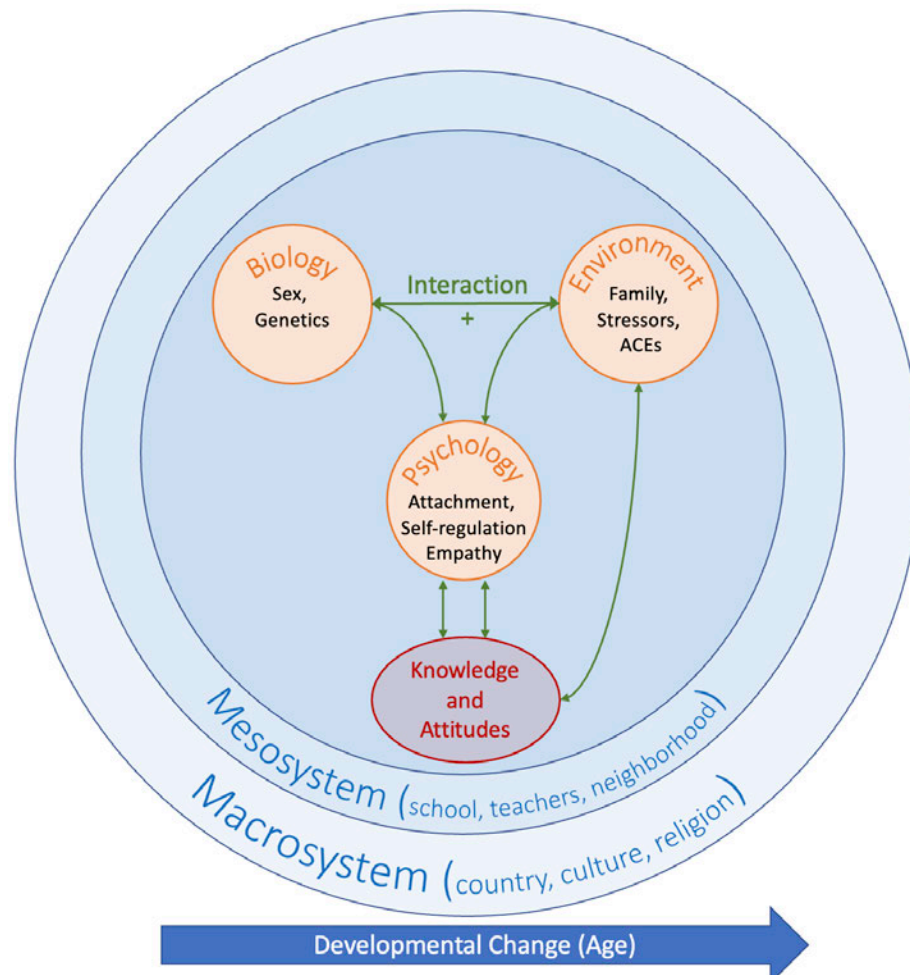 Biology
Sex,
Genetics
Interaction
+
Environment
Family,
Stressors,
ACEs
Psychology
Attachment,
Self-regulation
Empathy
Knowledge
and
Attitudes
Mesosystem (school, teachers, neighborhood)
Macrosystem (country, culture, religion)
Developmental Change (Age)